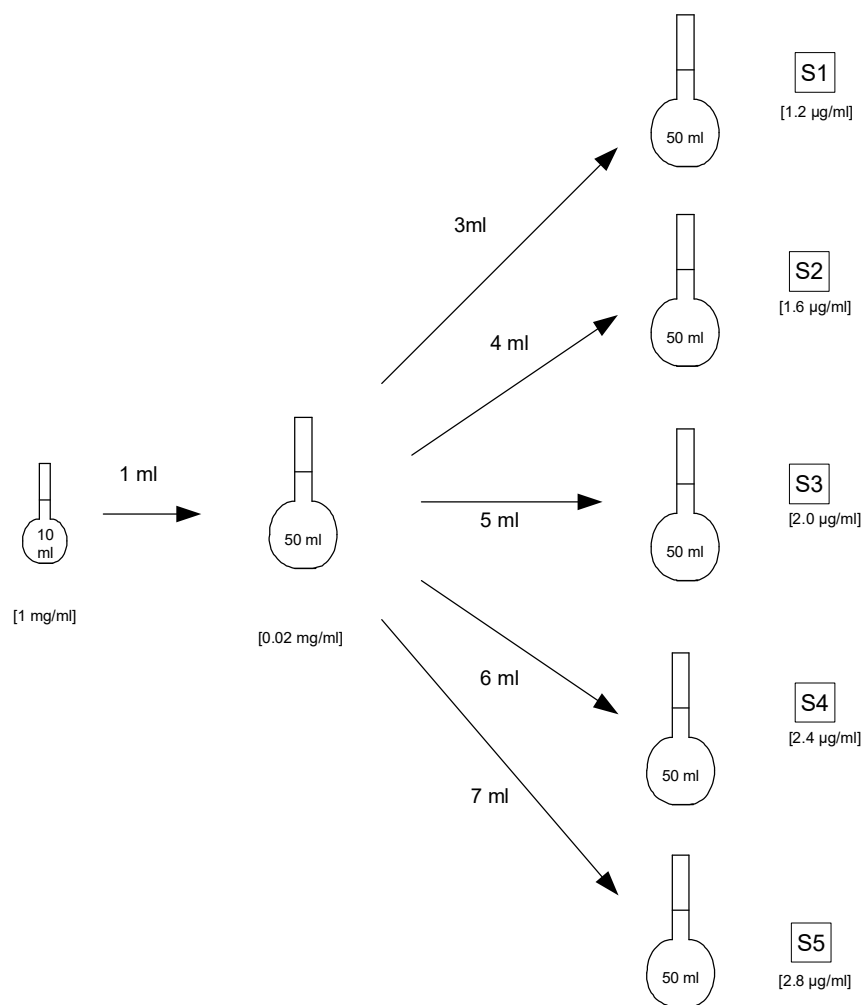 S1
[1.2 µg/ml]
50 ml
3ml
S2
[1.6 µg/ml]
50 ml
4 ml
1 ml
10
ml
[1 mg/ml]
50 ml
[0.02 mg/ml]
5 ml
S3
[2.0 µg/ml]
50 ml
6 ml
S4
[2.4 µg/ml]
50 ml
7 ml
S5
[2.8 µg/ml]
50 ml